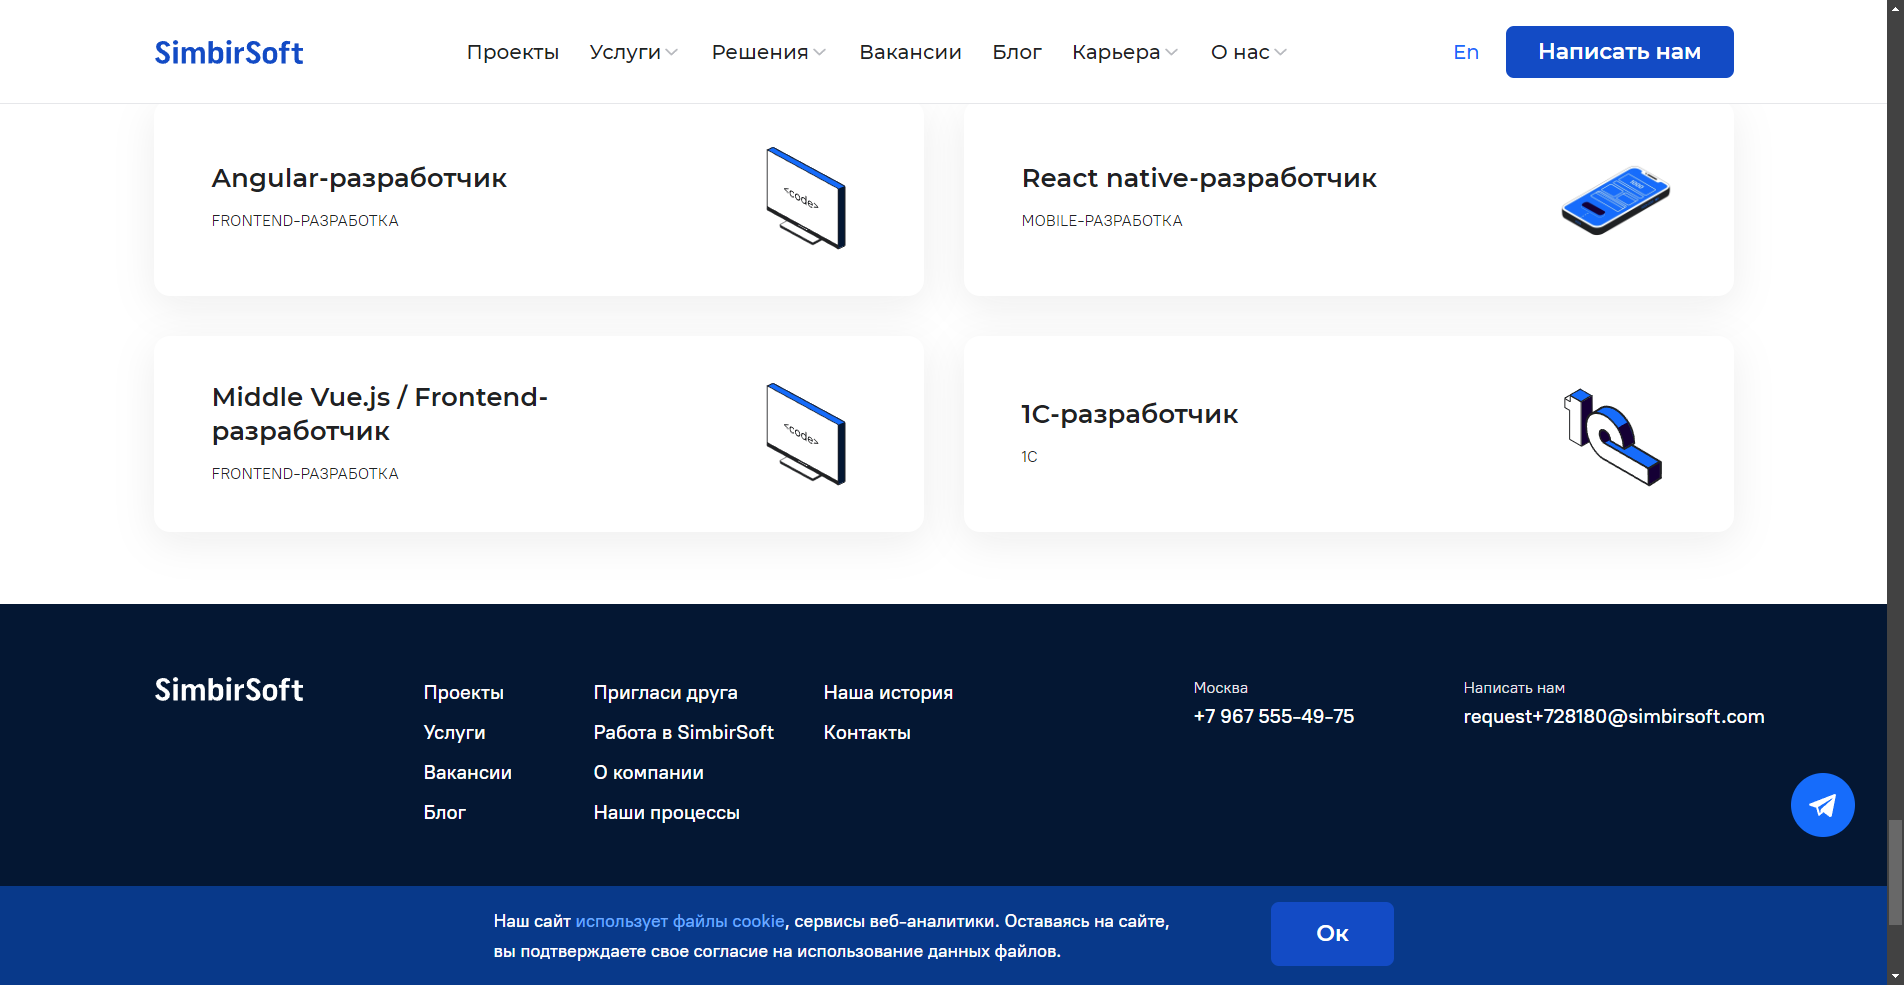 SimbirSoft
Проекты
Услуги
Решения
Вакансии
Блог
Карьера
О нас
En
Написать нам
Angular-разработчик
FRONTEND-РАЗРАБОТКА
<code>
React native-разработчик
MOBILE-РАЗРАБОТКА
Middle Vue.js / Frontend-
разработчик
FRONTEND-РАЗРАБОТКА
<code>
1С-разработчик
1С
SimbirSoft
Проекты
Услуги
Вакансии
Блог
Пригласи друга
Работа в SimbirSoft
О компании
Наши процессы
Наша история
Контакты
Москва
+7 967 555-49-75
Написать нам
request+728180@simbirsoft.com
Наш сайт использует файлы cookie, сервисы веб-аналитики. Оставаясь на сайте,
вы подтверждаете свое согласие на использование данных файлов.
Ок